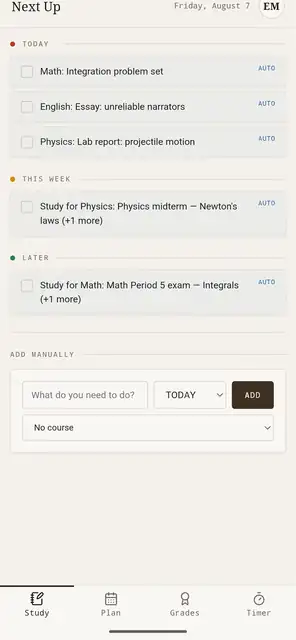 Next Up
Friday, August 7
EM
TODAY
Math: Integration problem set
AUTO
English: Essay: unreliable narrators
AUTO
Physics: Lab report: projectile motion
AUTO
THIS WEEK
Study for Physics: Physics midterm — Newton's
laws (+1 more)
AUTO
LATER
Study for Math: Math Period 5 exam — Integrals
(+1 more)
AUTO
ADD MANUALLY
What do you need to do?
TODAY
ADD
No course
Study
Plan
Grades
Timer